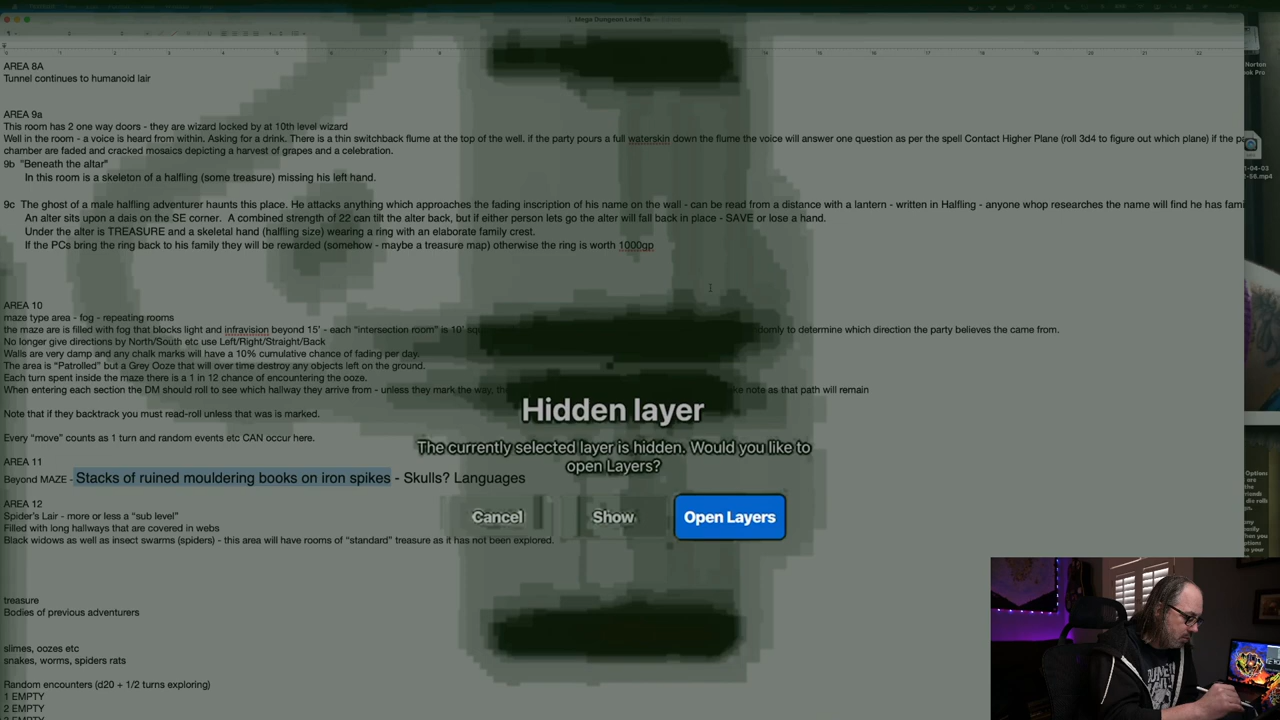 Mega Dungeon Level 1a
AREA 8A
Tunnel continues to humanoid lair
AREA 9a
This room has 2 one way doors - they are wizard locked by at 10th level wizard
Well in the room - a voice is heard from within. Asking for a drink. There is a thin switchback flume at the top of the well. if the party pours a full waterskin down the flume the voice will answer one question as per the spell Contact Higher Plane (roll 3d4 to figure out which plane) if the
chamber are faded and cracked mosaics depicting a harvest of grapes and a celebration.
9b "Beneath the altar"
In this room is a skeleton of a halfling (some treasure) missing his left hand.
9c The ghost of a male halfling adventurer haunts this place. He attacks anything which approaches the fading inscription of his name on the wall - can be read from a distance with a lantern - written in Halfling - anyone whop researches the name will find he has fami
An alter sits upon a dais on the SE corner. A combined strength of 22 can tilt the alter back, but if either person lets go the alter will fall back in place - SAVE or lose a hand.
Under the alter is TREASURE and a skeletal hand (halfling size) wearing a ring with an elaborate family crest.
If the PCs bring the ring back to his family they will be rewarded (somehow - maybe a treasure map) otherwise the ring is worth 1000gp
AREA 10
maze type area - fog - repeating rooms
the maze are is filled with fog that blocks light and infravision beyond 15' - each "intersection room" is 10' to determine which direction the party believes the came from.
No longer give directions by North/South etc use Left/Right/Straight/Back
Walls are very damp and any chalk marks will have a 10% cumulative chance of fading per day.
The area is "Patrolled" but a Grey Ooze that will over time destroy any objects left on the ground.
Each turn spent inside the maze there is a 1 in 12 chance of encountering the ooze.
When entering each section the DM should roll to see which hallway they arrive from - unless they mark the way, note as that path will remain
Note that if they backtrack you must read-roll unless that was is marked.
Every "move" counts as 1 turn and random events etc CAN occur here.
AREA 11
Beyond MAZE - Stacks of ruined mouldering books on iron spikes - Skulls? Languages
AREA 12
Spider's Lair - more or less a "sub level"
Filled with long hallways that are covered in webs
Black widows as well as insect swarms (spiders) - this area will have rooms of "standard" treasure as it has not been explored.
treasure
Bodies of previous adventurers
slimes, oozes etc
snakes, worms, spiders rats
Random encounters (d20 + 1/2 turns exploring)
1 EMPTY
2 EMPTY
Hidden layer
The currently selected layer is hidden. Would you like to
open Layers?
Cancel
Show
Open Layers
Norton